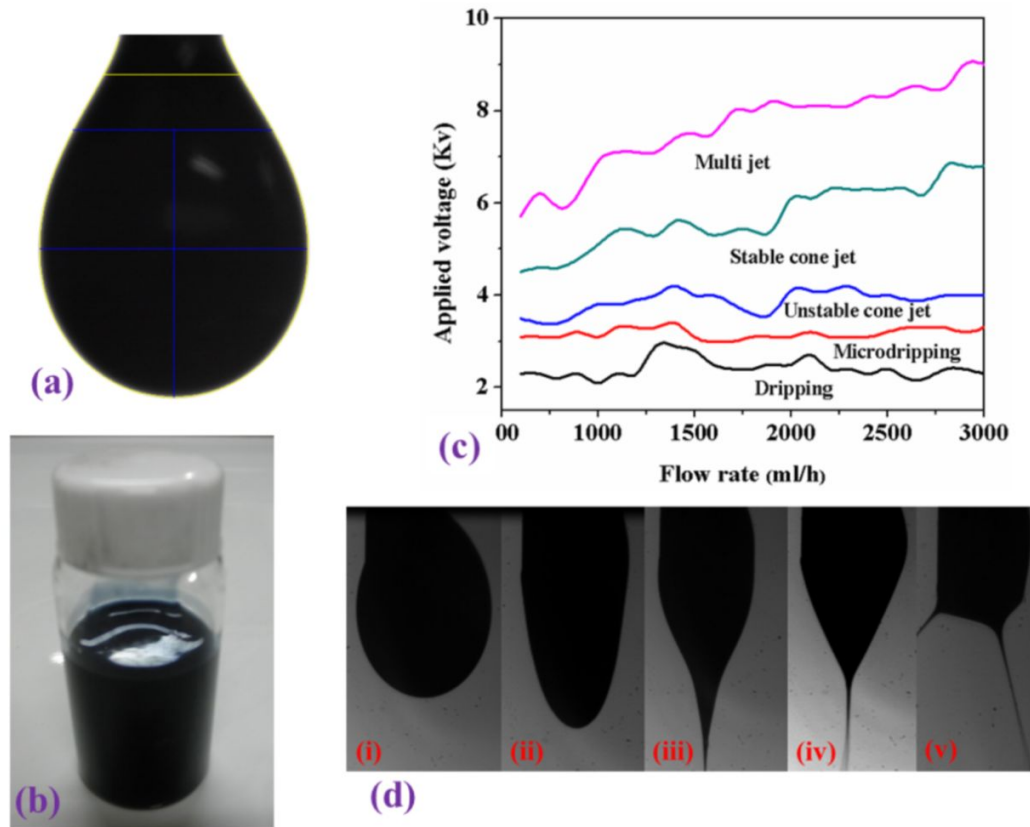 (a)
(b)
10
8
6
4
2
Applied voltage (Kv)
Multi jet
Stable cone jet
Unstable cone jet
Microdripping
Dripping
00 1000 1500 2000 2500 3000
Flow rate (ml/h)
(c)
(i) (ii) (iii) (iv) (v)
(d)